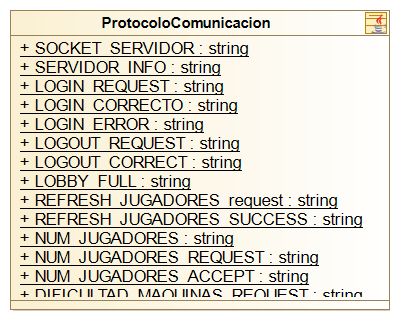 ProtocoloComunicacion
+ SOCKET_SERVIDOR : string
+ SERVIDOR_INFO : string
+ LOGIN_REQUEST : string
+ LOGIN_CORRECTO : string
+ LOGIN_ERROR : string
+ LOGOUT_REQUEST : string
+ LOGOUT_CORRECT : string
+ LOBBY_FULL : string
+ REFRESH_JUGADORES_request : string
+ REFRESH_JUGADORES_SUCCESS : string
+ NUM_JUGADORES : string
+ NUM_JUGADORES_REQUEST : string
+ NUM_JUGADORES_ACCEPT : string
+ DIFICULTAD_MAQUINAS_REQUEST : string